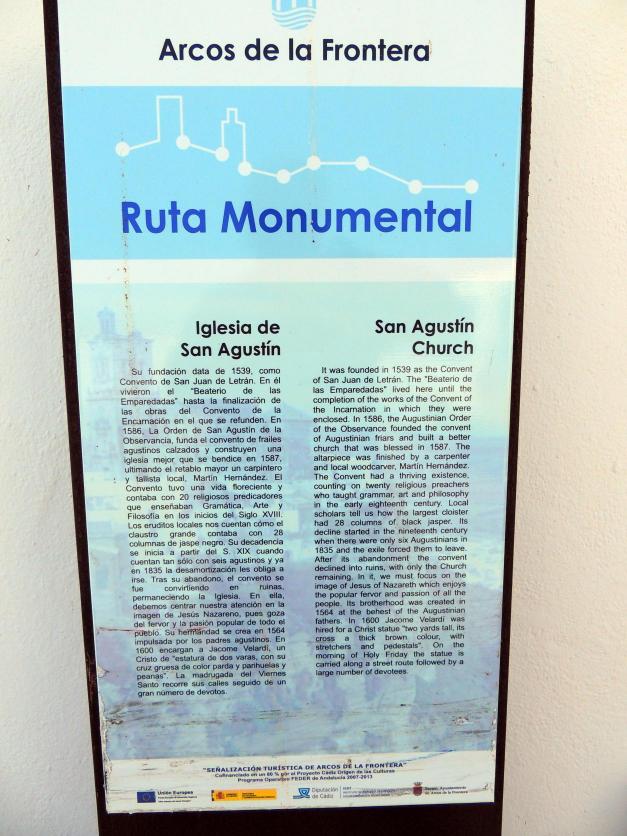 Arcos de la Frontera
Ruta Monumental
Iglesia de
San Agustín
Su fundación data de 1539, como
Convento de San Juan de Letrán. En él
vivieron el "Beaterio de las
Emparedadas" hasta la finalización de
las obras del Convento de la
Encarnación en el que se refunden. En
1586, La Orden de San Agustín de la
Observancia, funda el convento de frailes
agustinos calzados y construyen una
iglesia mejor que se bendice en 1587,
ultimando el retablo mayor un carpintero
y tallista local, Martín Hernández. El
Convento tuvo una vida floreciente y
contaba con 20 religiosos predicadores
que enseñaban Gramática, Arte y
Filosofía en los inicios del Siglo XVIII.
Los eruditos locales nos cuentan cómo el
claustro grande contaba con 28
columnas de jaspe negro. Su decadencia
se inicia a partir del S. XIX cuando
cuentan tan sólo con seis agustinos y ya
en 1835 la desamortización les obliga a
irse. Tras su abandono, el convento se
fue convirtiendo en ruinas,
permaneciendo la Iglesia. En ella,
debemos centrar nuestra atención en la
imagen de Jesús Nazareno, pues goza
del fervor y la pasión popular de todo el
pueblo. Su hermandad se crea en 1564
impulsada por los padres agustinos. En
1600 encargan a Jacome Velardi, un
Cristo de "estatura de dos varas, con su
cruz gruesa de color parda y parihuelas y
peanas". La madrugada del Viernes
Santo recorre sus calles seguido de un
gran número de devotos.
San Agustín
Church
It was founded in 1539 as the Convent
of San Juan de Letrán. The "Beaterio de
las Emparedadas" lived here until the
completion of the works of the Convent of
the Incarnation in which they were
enclosed. In 1586, the Augustinian Order
of the Observance founded the convent
of Augustinian friars and built a better
church that was blessed in 1587. The
altarpiece was finished by a carpenter
and local woodcarver, Martín Hernández.
The Convent had a thriving existence,
counting on twenty religious preachers
who taught grammar, art and philosophy
in the early eighteenth century. Local
scholars tell us how the largest cloister
had 28 columns of black jasper. Its
decline started in the nineteenth century
when there were only six Augustinians in
1835 and the exile forced them to leave.
After its abandonment the convent
declined into ruins, with only the Church
remaining. In it, we must focus on the
image of Jesus of Nazareth which enjoys
the popular fervor and passion of all the
people. Its brotherhood was created in
1564 at the behest of the Augustinian
fathers. In 1600 Jacome Velardi was
hired for a Christ statue "two yards tall, its
cross a thick brown colour, with
stretchers and pedestals". On the
morning of Holy Friday the statue is
carried along a street route followed by a
large number of devotees.
"SEÑALIZACIÓN TURÍSTICA DE ARCOS DE LA FRONTERA"
Cofinanciado en un 80 % por el Proyecto Cádiz Origen de las Culturas
Programa Operativo FEDER de Andalucía 2007-2013
Unión Europea
Diputación
de Cádiz